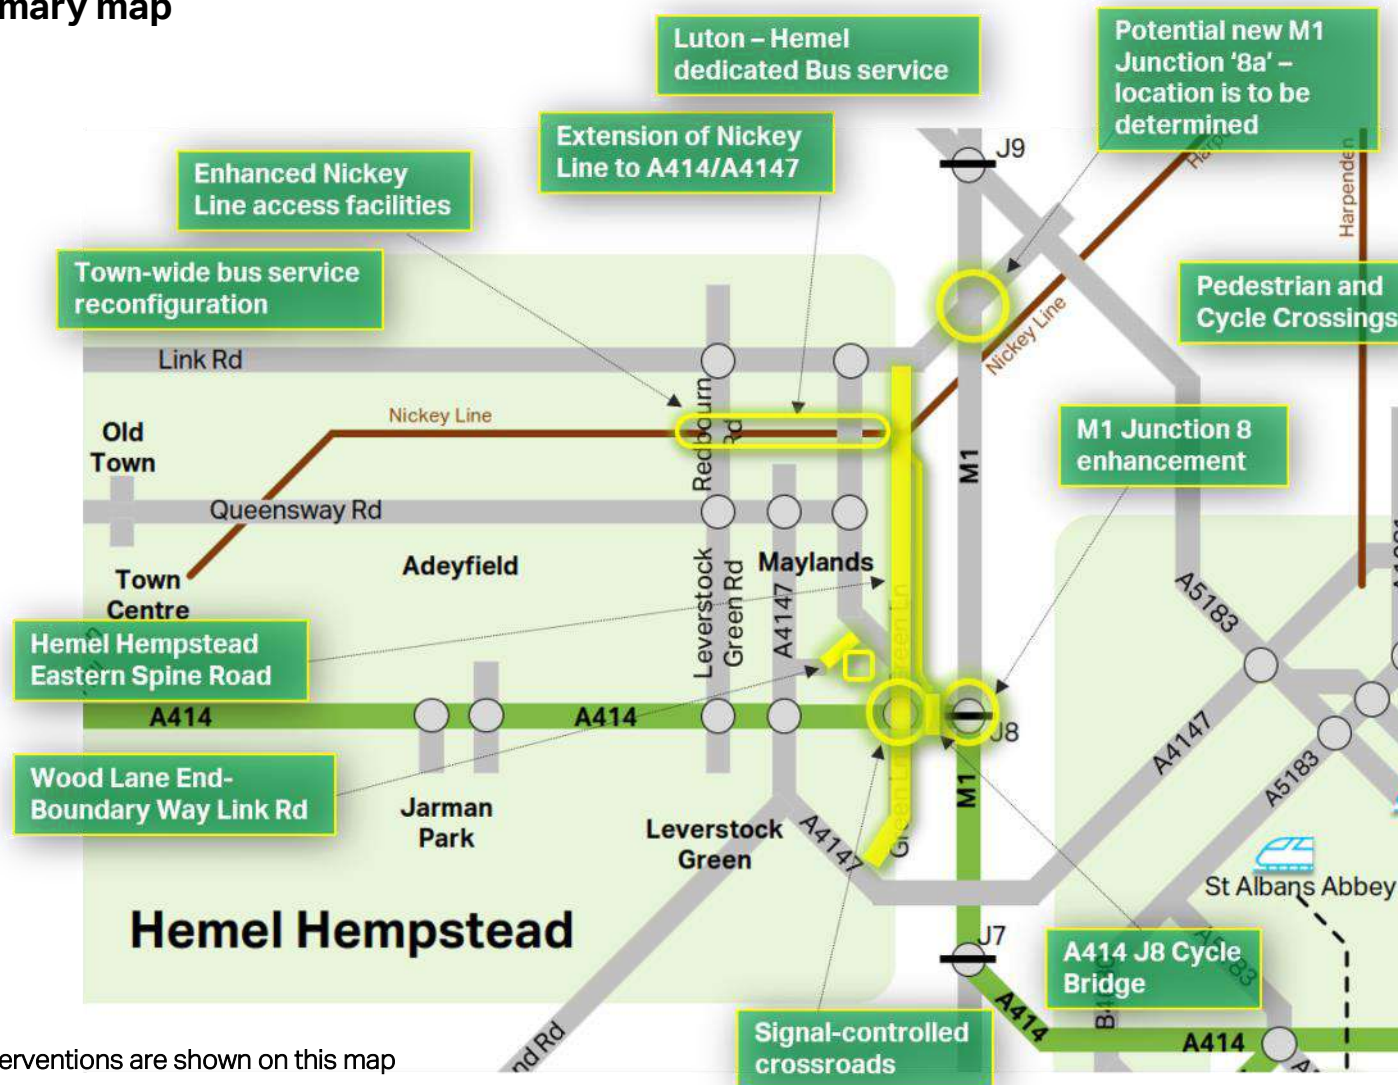 mary map
Luton – Hemel
dedicated Bus service
Potential new M1
Junction ‘8a’ –
location is to be
determined
Extension of Nickey
Line to A414/A4147
Enhanced Nickey
Line access facilities
Town-wide bus service
reconfiguration
J9
Harpenden
Pedestrian and
Cycle Crossings
Link Rd
Nickey Line
Nickey Line
Redbourn
Rd
Old
Town
M1
M1 Junction 8
enhancement
Queensway Rd
Adeyfield
Maylands
Town
Centre
Leverstock
Green Rd
A4147
A5183
Hemel Hempstead
Eastern Spine Road
A414
A414
J8
Wood Lane End-
Boundary Way Link Rd
Jarman
Park
Leverstock
Green
A4147
M1
A4147
A5183
St Albans Abbey
Hemel Hempstead
J7
A414 J8 Cycle
Bridge
A5183
A414
A414
Signal-controlled
crossroads
nd Rd
erventions are shown on this map